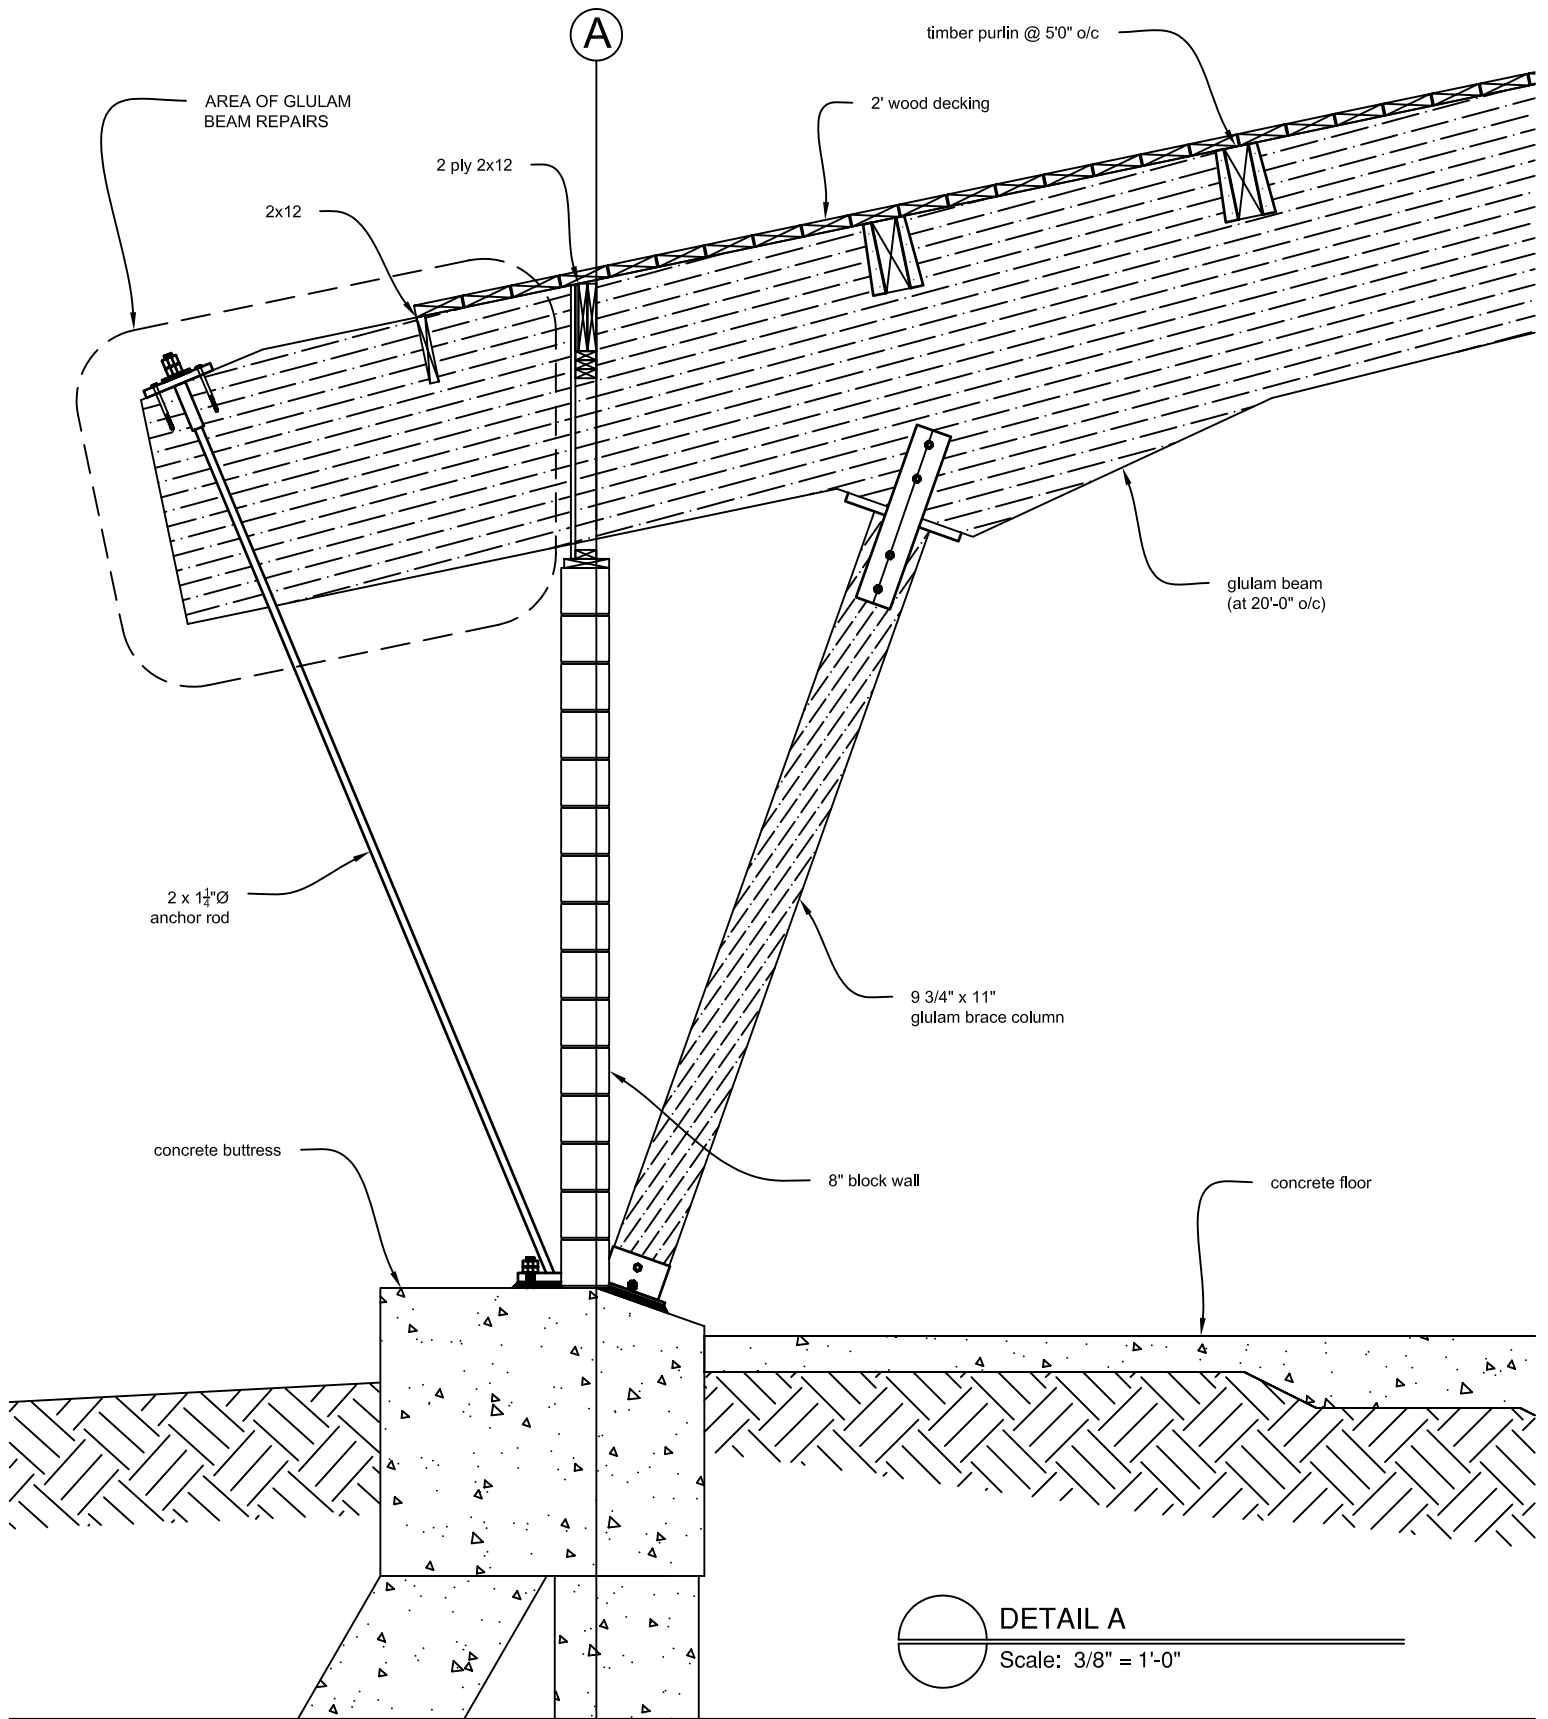 A
timber purlin @ 5'0" o/c
AREA OF GLULAM
BEAM REPAIRS
2' wood decking
2 ply 2x12
2x12
glulam beam
(at 20'-0" o/c)
2 x 1¼"Ø
anchor rod
9 3/4" x 11"
glulam brace column
concrete buttress
8" block wall
concrete floor
DETAIL A
Scale: 3/8" = 1'-0"